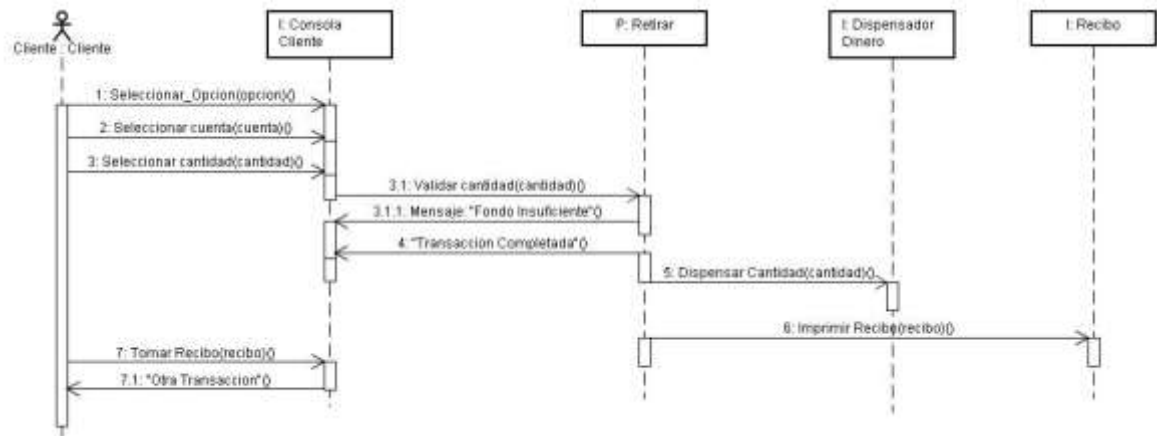 Cliente : Cliente
I: Consola
Cliente
P: Retirar
I: Dispensador
Dinero
I: Recibo
1: Seleccionar_Opcion(opcion)()
2: Seleccionar cuenta(cuenta)()
3: Seleccionar cantidad(cantidad)()
3.1: Validar cantidad(cantidad)()
3.1.1: Mensaje: "Fondo Insuficiente"()
4: "Transaccion Completada"()
5: Dispensar Cantidad(cantidad)()
6: Imprimir Recibo(recibo)()
7: Tomar Recibo(recibo)()
7.1: "Otra Transaccion"()